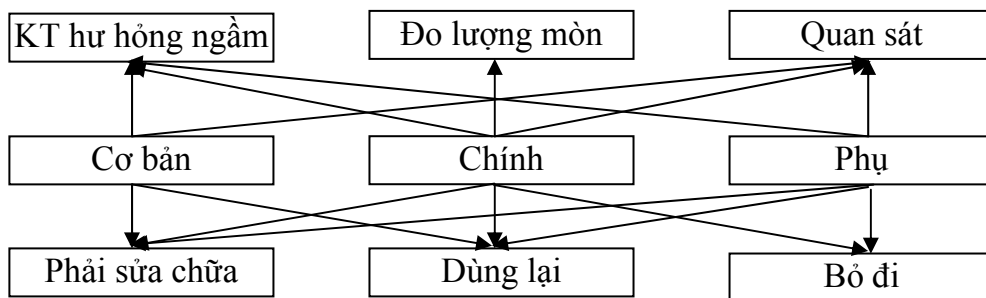 KT hư hỏng ngầm
Đo lượng mòn
Quan sát
Cơ bản
Chính
Phụ
Phải sửa chữa
Dùng lại
Bỏ đi